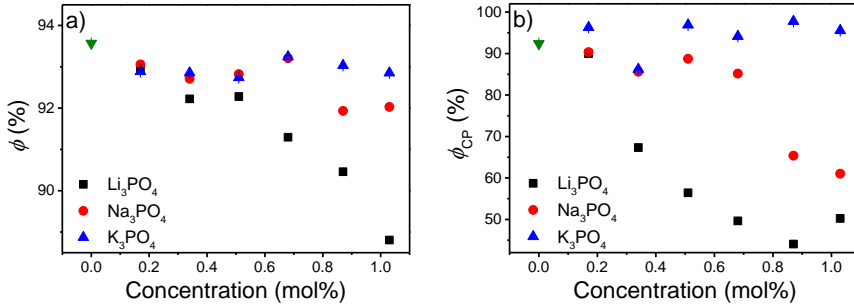 a)
94
92
90
ϕ (%)
Li₃PO₄
Na₃PO₄
K₃PO₄
0.0 0.2 0.4 0.6 0.8 1.0
Concentration (mol%)
b)
100
90
80
70
60
50
ϕCP (%)
Li₃PO₄
Na₃PO₄
K₃PO₄
0.0 0.2 0.4 0.6 0.8 1.0
Concentration (mol%)